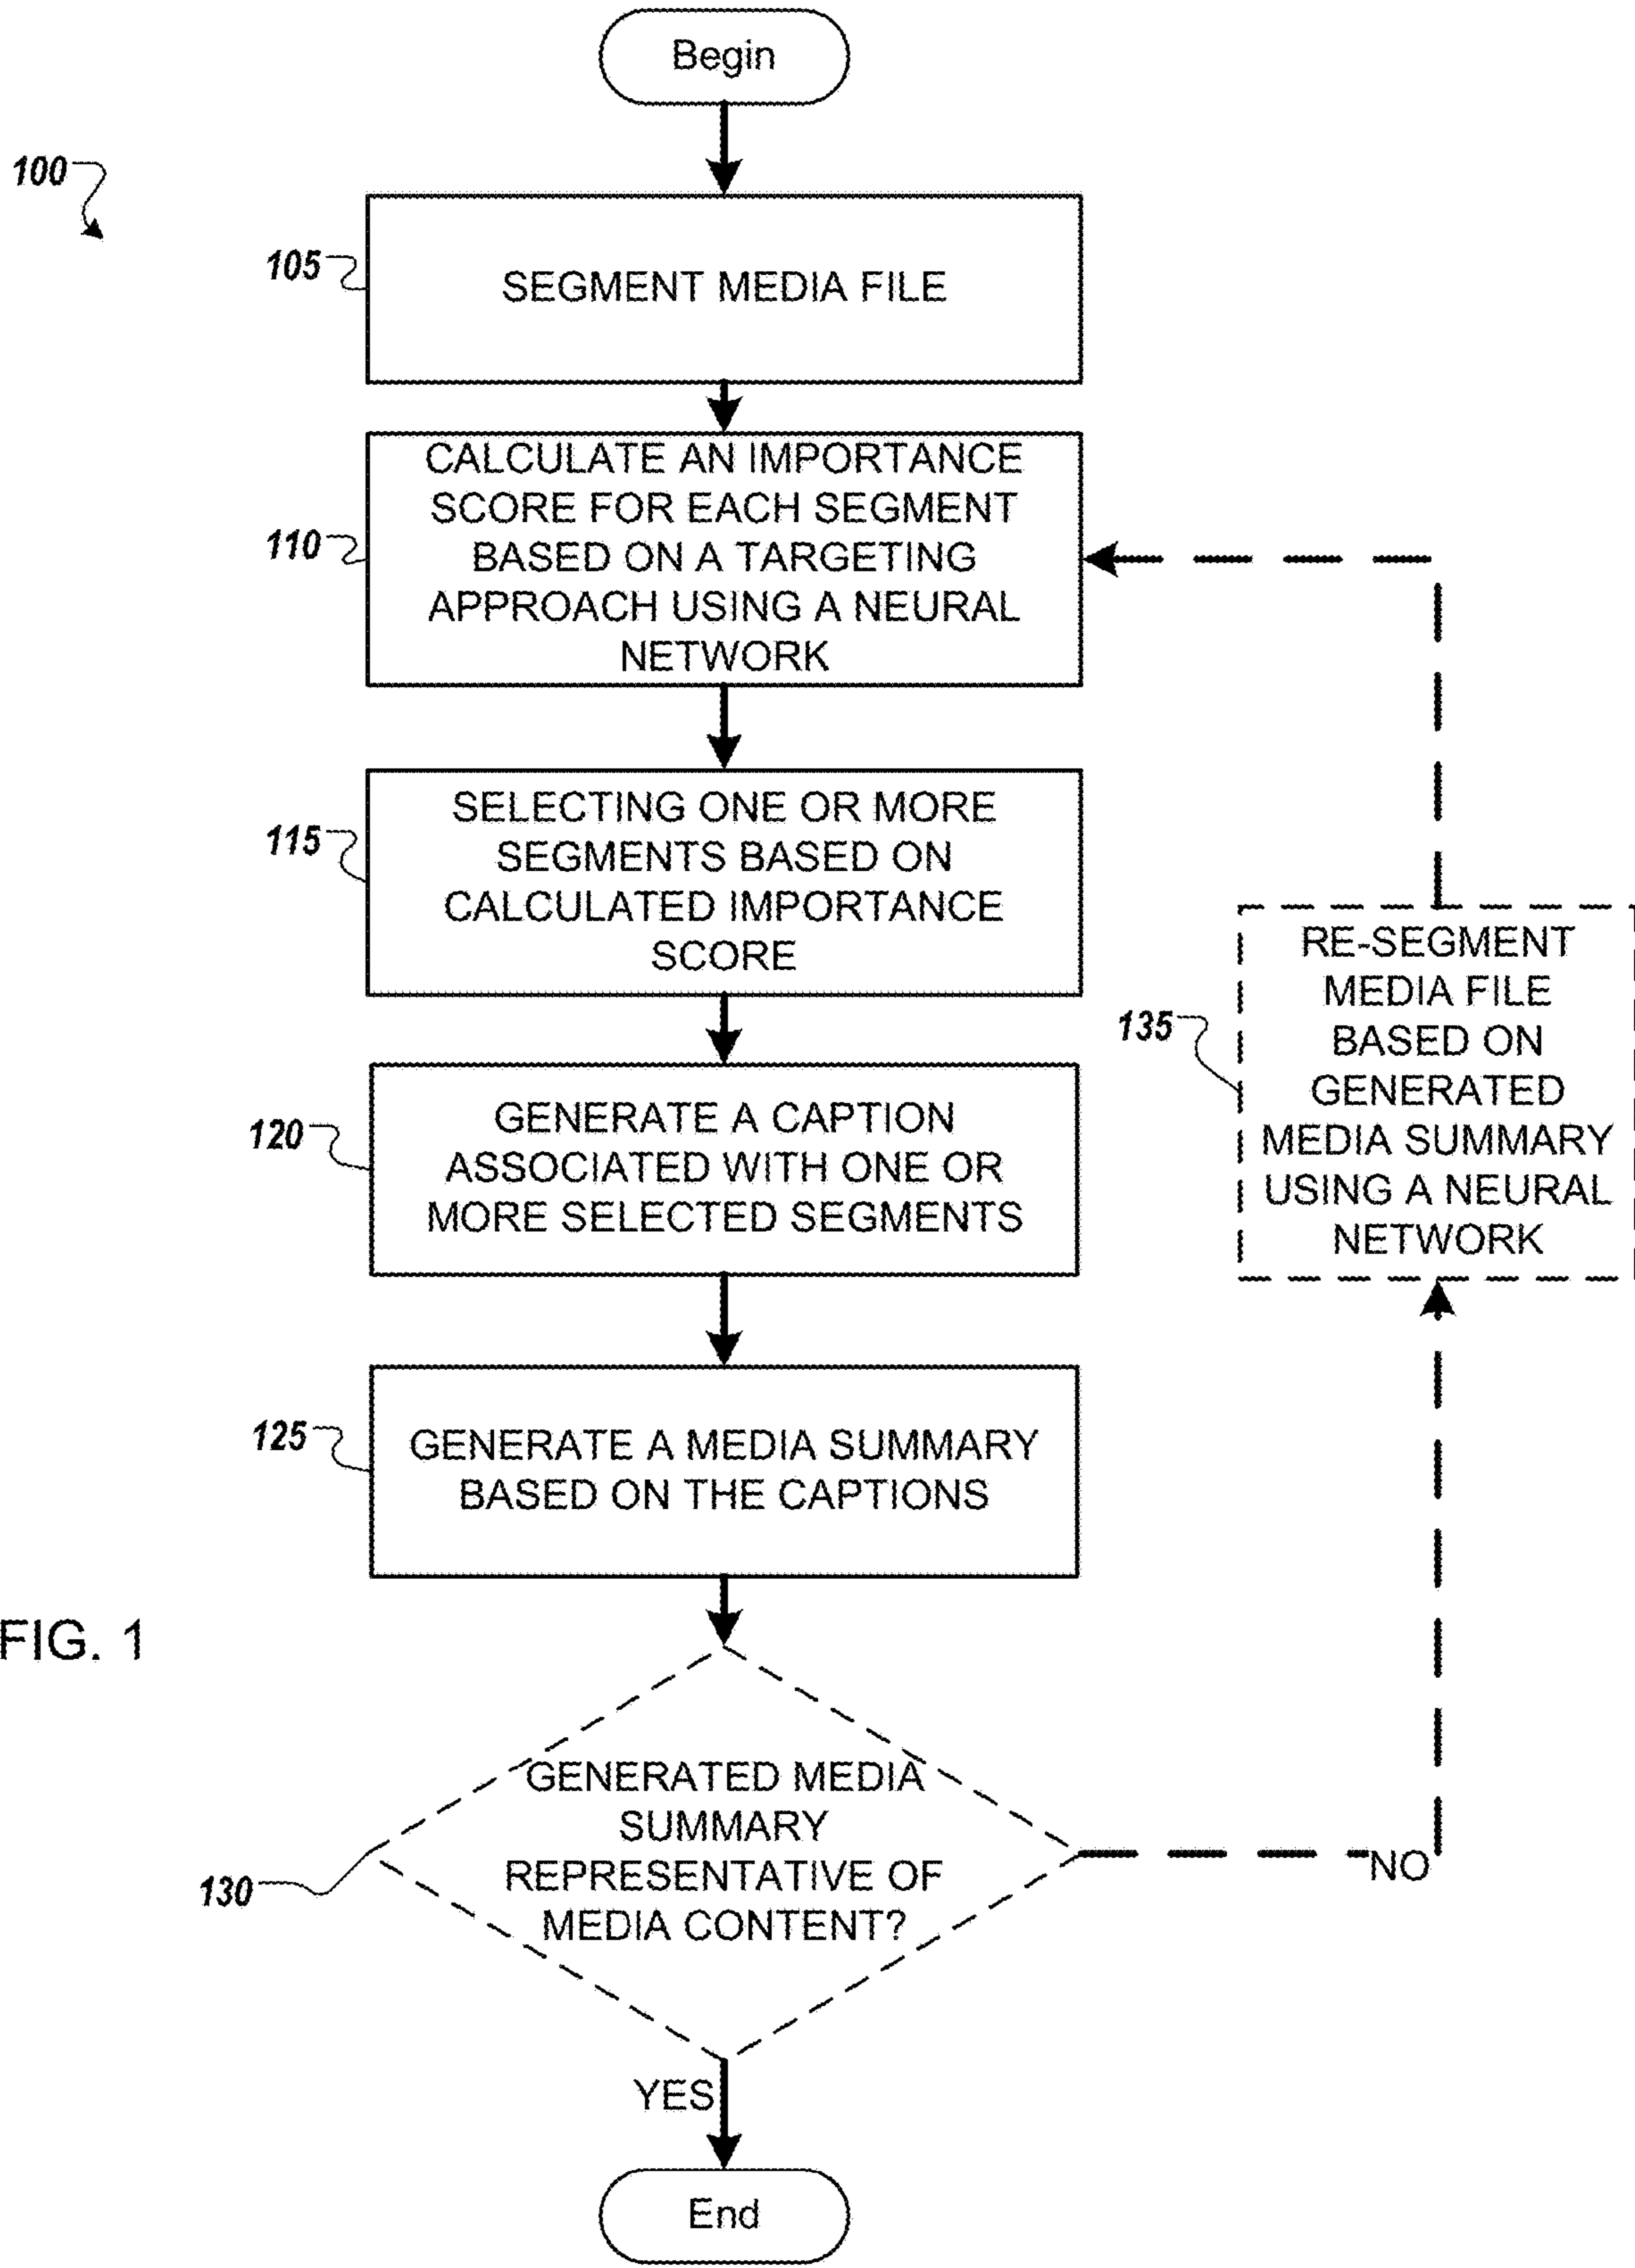 Begin
100
105
SEGMENT MEDIA FILE
110
CALCULATE AN IMPORTANCE
SCORE FOR EACH SEGMENT
BASED ON A TARGETING
APPROACH USING A NEURAL
NETWORK
115
SELECTING ONE OR MORE
SEGMENTS BASED ON
CALCULATED IMPORTANCE
SCORE
120
GENERATE A CAPTION
ASSOCIATED WITH ONE OR
MORE SELECTED SEGMENTS
125
GENERATE A MEDIA SUMMARY
BASED ON THE CAPTIONS
130
GENERATED MEDIA
SUMMARY
REPRESENTATIVE OF
MEDIA CONTENT?
NO
135
RE-SEGMENT
MEDIA FILE
BASED ON
GENERATED
MEDIA SUMMARY
USING A NEURAL
NETWORK
YES
End
FIG. 1